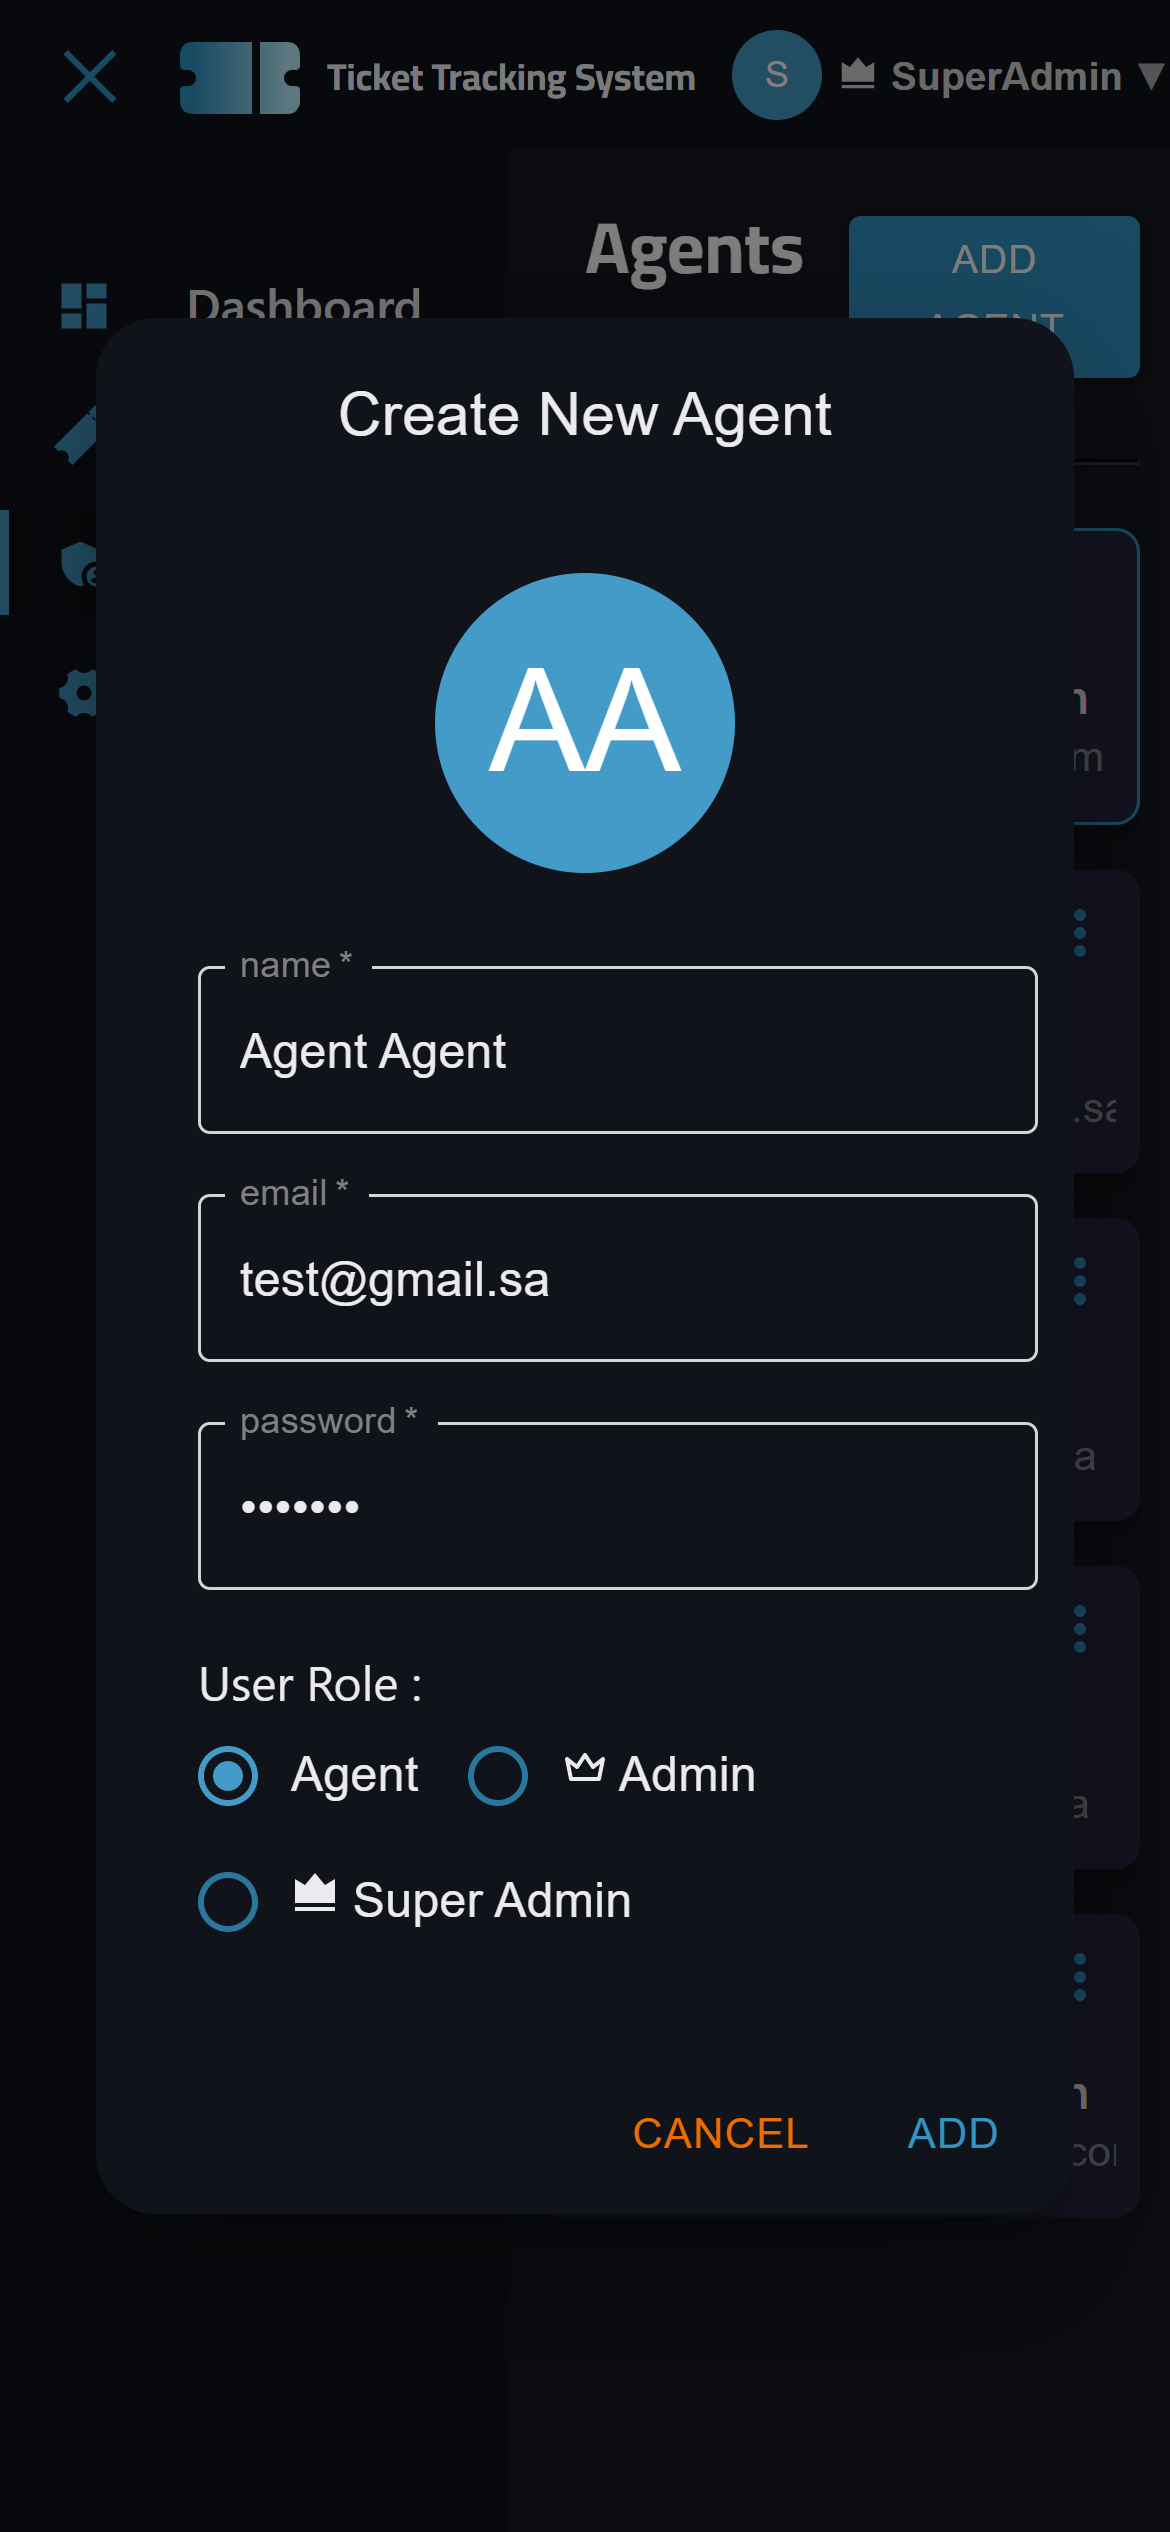 Ticket Tracking System
S
SuperAdmin ▼
Agents
ADD
AGENT
Dashboard
Create New Agent
AA
name *
Agent Agent
email *
test@gmail.sa
password *
•••••••
User Role :
Agent
Admin
Super Admin
CANCEL
ADD